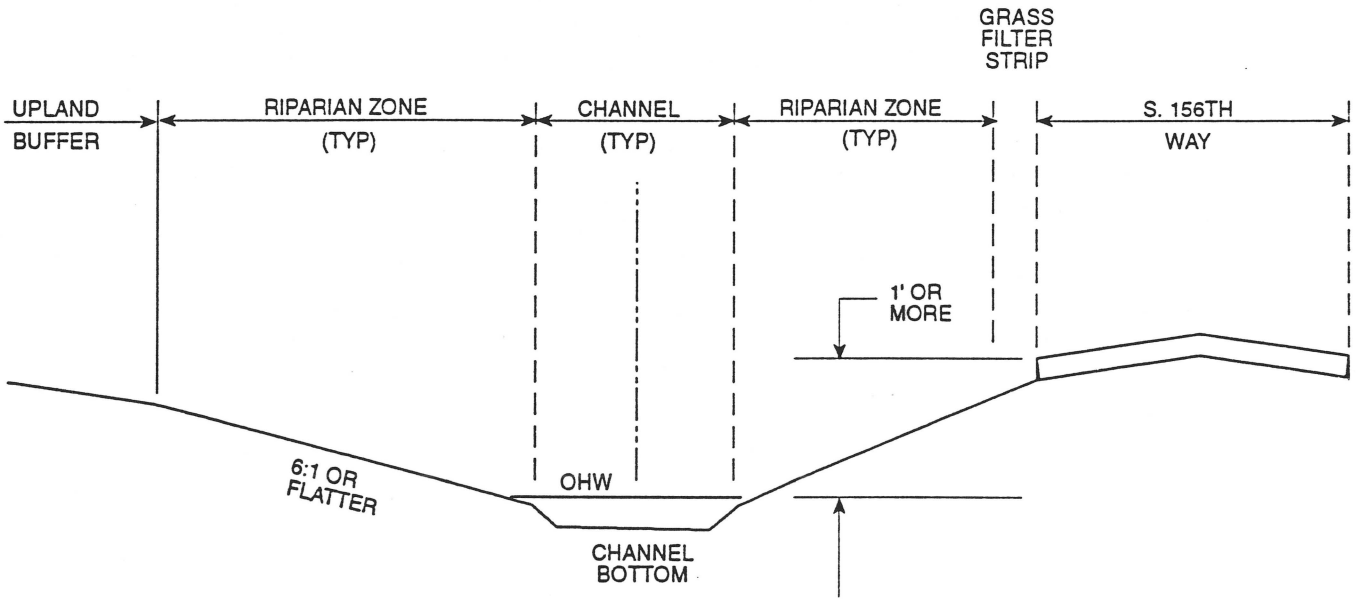 GRASS
FILTER
STRIP
UPLAND
BUFFER
RIPARIAN ZONE
(TYP)
CHANNEL
(TYP)
RIPARIAN ZONE
(TYP)
S. 156TH
WAY
1' OR
MORE
6:1 OR
FLATTER
OHW
CHANNEL
BOTTOM